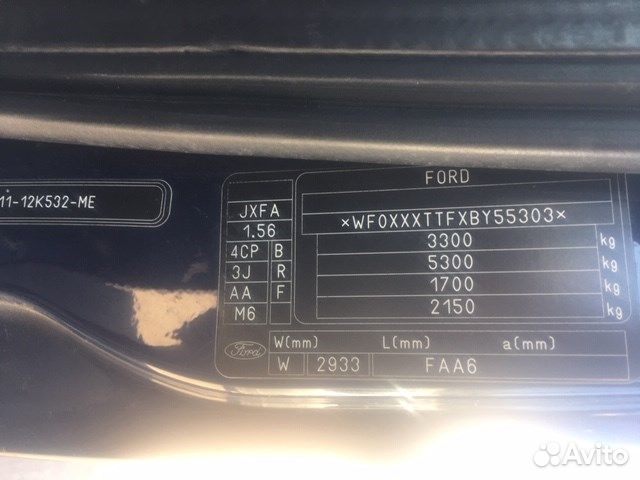 11-12K532-ME
FORD
JXFA
1.56
4CP B
3J R
AA F
M6
×WF0XXXTTFXBY55303×
3300 kg
5300 kg
1700 kg
2150 kg
Ford
W(mm) L(mm) a(mm)
W 2933 FAA6
Avito